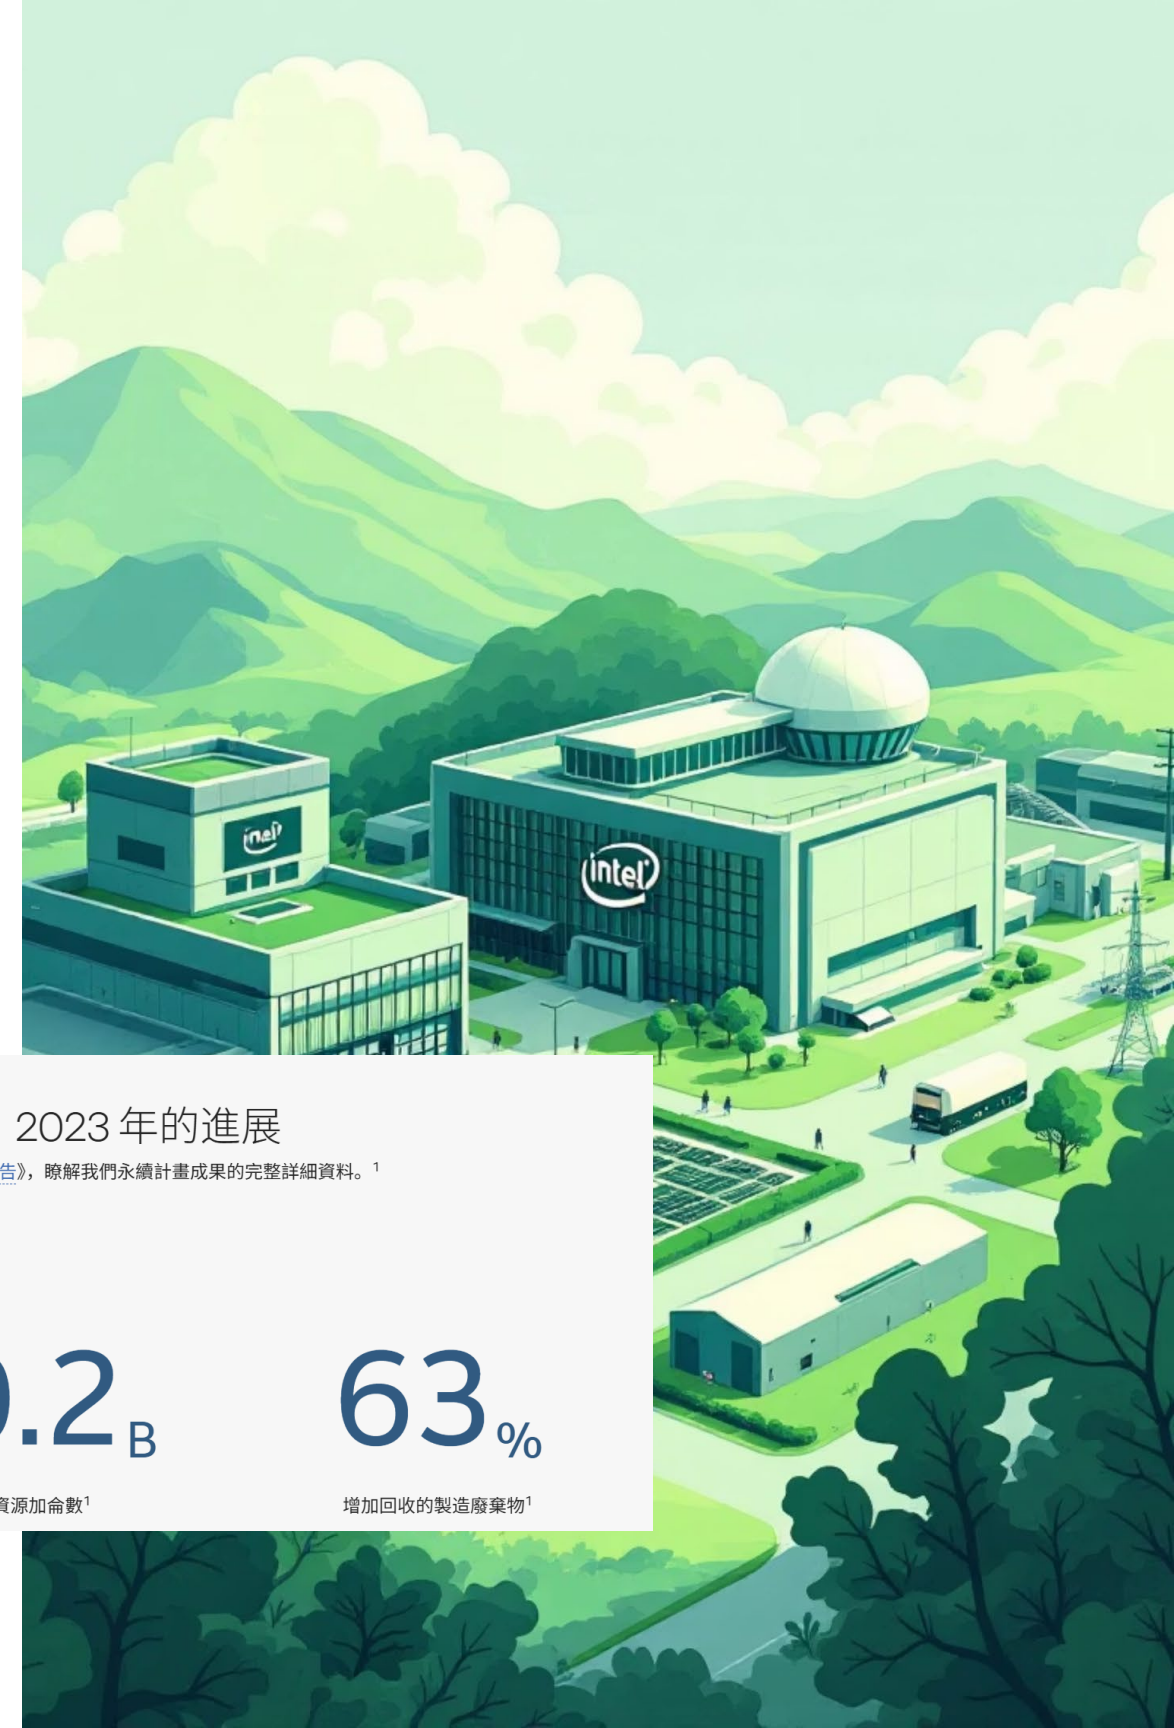 inel
intel
2023 年的進展
告》，瞭解我們永續計畫成果的完整詳細資料。1
.2 B
63 %
資源加侖數1
增加回收的製造廢棄物1